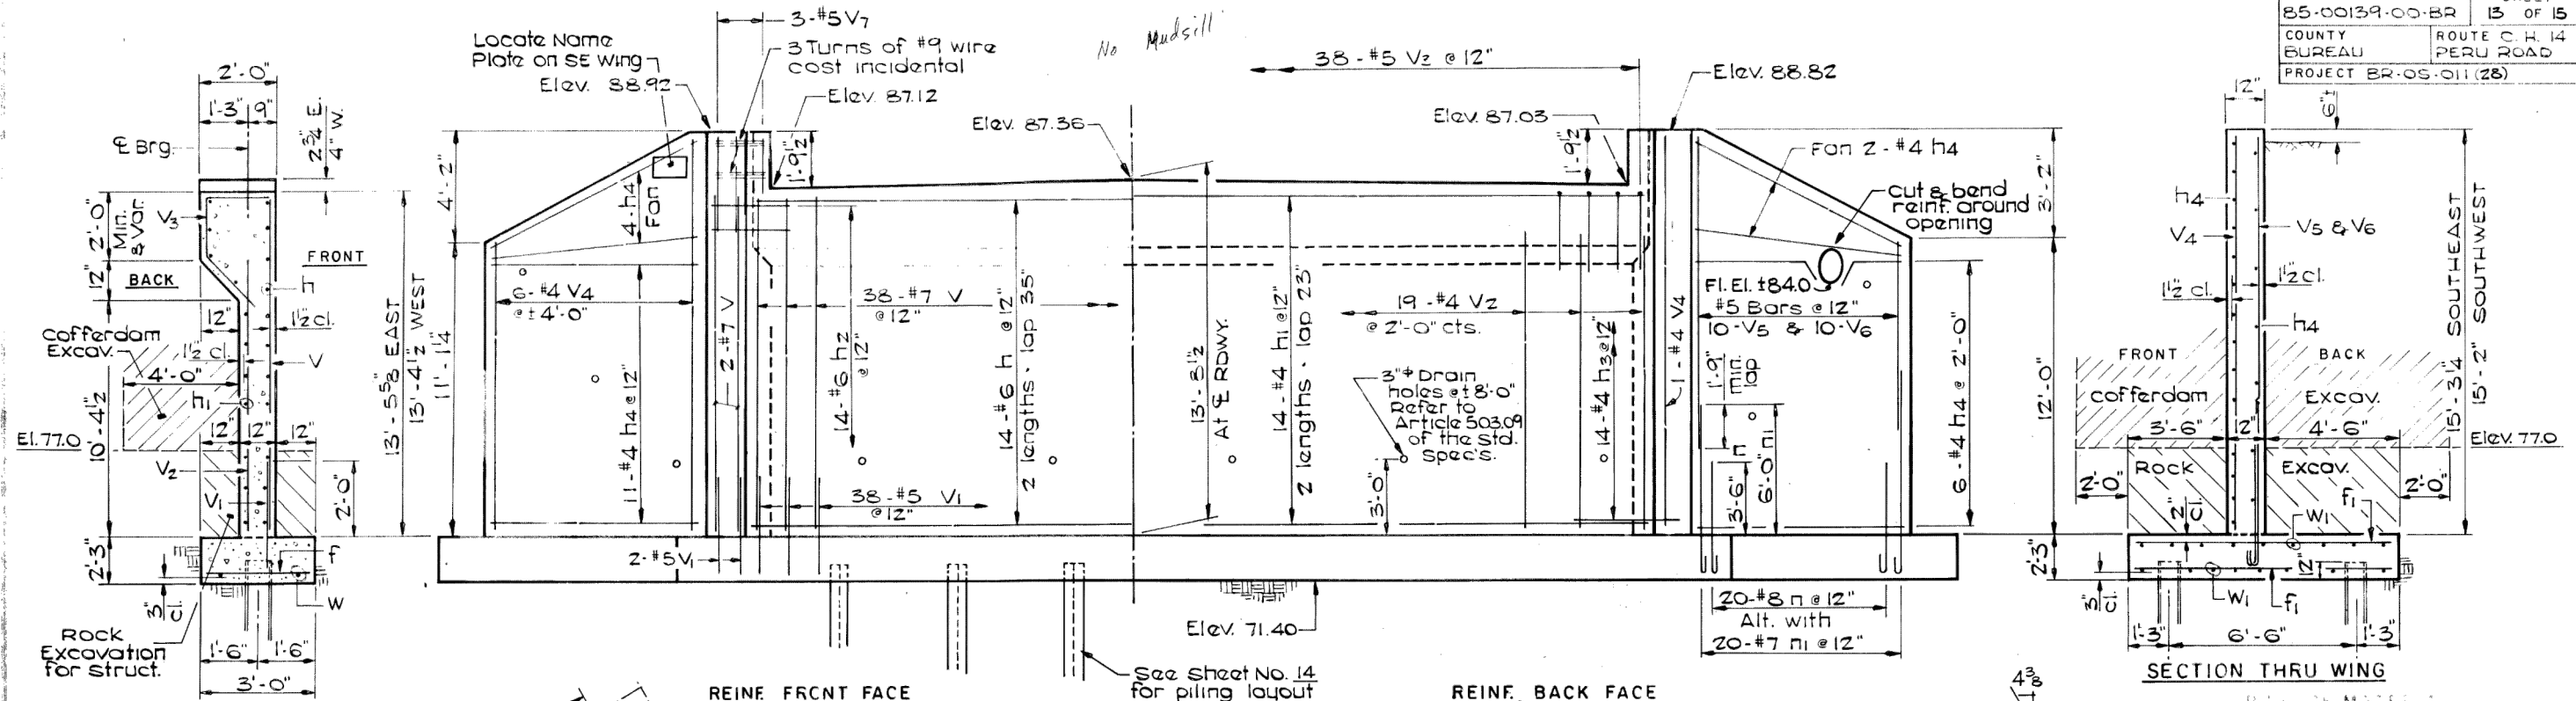 85-00139-00-BR
13 OF 15
COUNTY
BUREAU
ROUTE C. H. 14
PERU ROAD
PROJECT BR-OS-011(28)
No Mudsill
2'-0"
1'-3"
9"
2 3/4" E.
4" W.
℄ Brg.
2'-0"
Min.
& Var.
V3
12"
FRONT
BACK
h
12"
1½ cl.
Cofferdam
Excav.
1½ cl.
V
4'-0"
h1
12"
12"
12"
El. 77.0
10'-4½"
13'-5 5/8" EAST
13'-4½" WEST
V2
V1
2'-0"
2'-3"
f
W
3"
cl.
Rock
Excavation
for Struct.
1'-6"
1'-6"
3'-0"
Locate Name
Plate on SE wing
Elev. 88.92
3-#5 V7
3 Turns of #9 wire
cost incidental
Elev. 87.12
Elev. 87.36
38-#5 V2 @ 12"
Elev. 87.03
Elev. 88.82
4'-2"
4-h4
Fan
1'-9½"
1'-9½"
Fan 2-#4 h4
3'-2"
cut & bend
reinf. around
opening
11'-1¼"
6-#4 V4
@ ± 4'-0"
11-#4 h4 @ 12"
2-#7 V
14-#6 h2
@ 12"
38-#7 V
@ 12"
14-#6 h @ 12"
2 lengths · lap 35"
13'-8½"
At ℄ RDWY.
14-#4 h1 @ 12"
2 lengths · lap 23"
19-#4 V2
@ 2'-0" cts.
3"ᶲ Drain
holes @ ± 8'-0"
Refer to
Article 503.09
of the Std.
Spec's.
3'-0"
14-#4 h3 @ 12"
1-#4 V4
Fl. El. ±84.0
#5 Bars @ 12"
10-V5 & 10-V6
1'-9"
min.
lap
n
3'-6"
6'-0" n1
6-#4 h4 @ 2'-0"
12'-0"
38-#5 V1
@ 12"
2-#5 V1
Elev. 71.40
20-#8 n @ 12"
Alt. with
20-#7 n1 @ 12"
See Sheet No. 14
for piling layout
REINF. FRONT FACE
REINF. BACK FACE
12"
6"±
h4
V4
V5 & V6
1½ cl.
1½ cl.
h4
FRONT
BACK
cofferdam
Excav.
3'-6"
12"
4'-6"
Elev. 77.0
15'-3¼" SOUTHEAST
15'-2" SOUTHWEST
Rock
Excav.
2'-0"
2'-0"
2"
cl.
W1
f1
2'-3"
12"
3"
cl.
W1
f1
1'-3"
6'-6"
1'-3"
SECTION THRU WING
4⅜